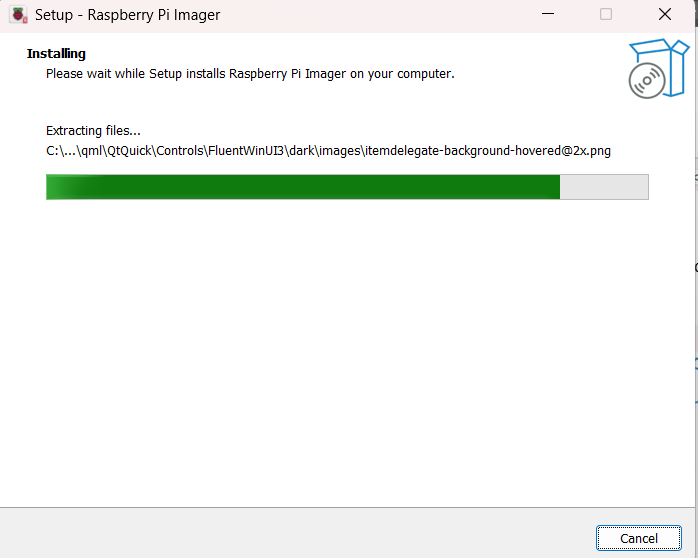 Setup - Raspberry Pi Imager
Installing
Please wait while Setup installs Raspberry Pi Imager on your computer.
Extracting files...
C:\...\qml\QtQuick\Controls\FluentWinUI3\dark\images\itemdelegate-background-hovered@2x.png
Cancel